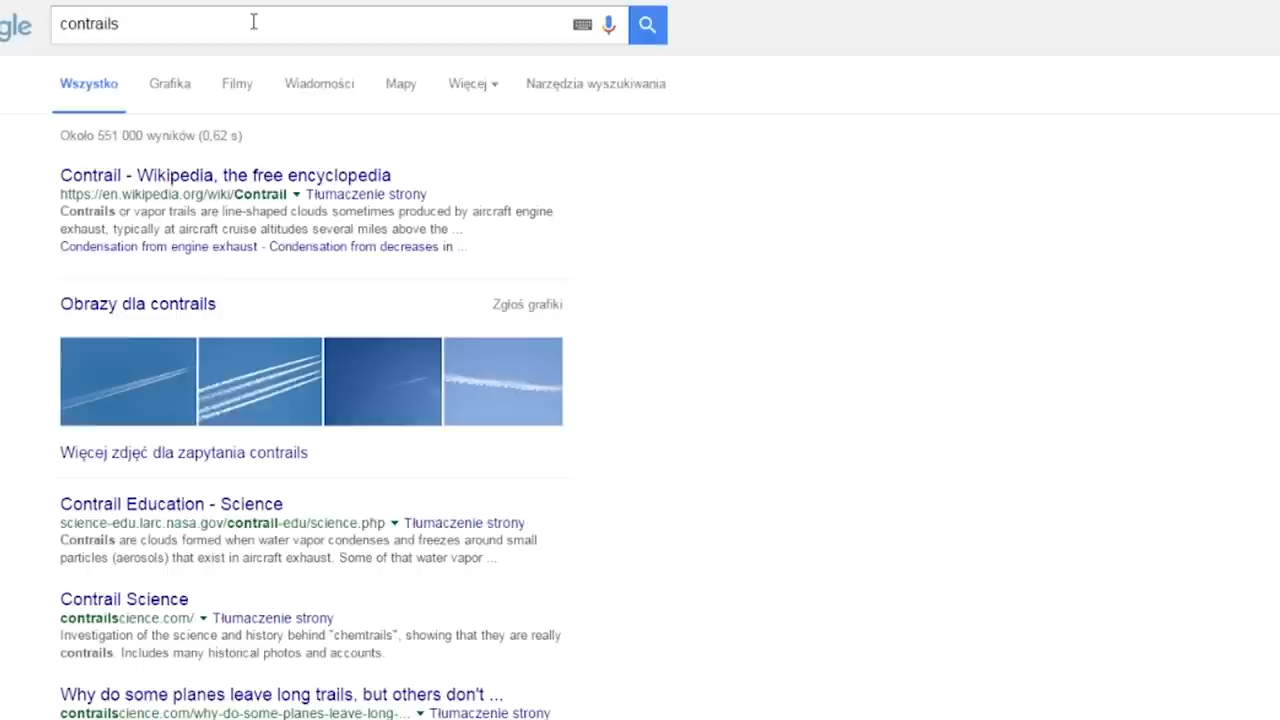 gle
contrails
Wszystko Grafika Filmy Wiadomości Mapy Więcej Narzędzia wyszukiwania
Około 551 000 wyników (0,62 s)
Contrail - Wikipedia, the free encyclopedia
https://en.wikipedia.org/wiki/Contrail Tłumaczenie strony
Contrails or vapor trails are line-shaped clouds sometimes produced by aircraft engine
exhaust, typically at aircraft cruise altitudes several miles above the ...
Condensation from engine exhaust - Condensation from decreases in ...
Obrazy dla contrails Zgłoś grafiki
Więcej zdjęć dla zapytania contrails
Contrail Education - Science
science-edu.larc.nasa.gov/contrail-edu/science.php Tłumaczenie strony
Contrails are clouds formed when water vapor condenses and freezes around small
particles (aerosols) that exist in aircraft exhaust. Some of that water vapor ...
Contrail Science
contrailscience.com/ Tłumaczenie strony
Investigation of the science and history behind "chemtrails", showing that they are really
contrails. Includes many historical photos and accounts.
Why do some planes leave long trails, but others don't ...
contrailscience.com/why-do-some-planes-leave-long-... Tłumaczenie strony